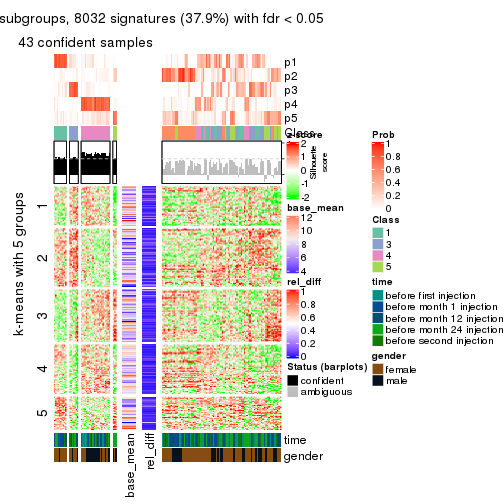 subgroups, 8032 signatures (37.9%) with fdr < 0.05
43 confident samples
p1
p2
p3
p4
p5
Class
Silhouette
score
k-means with 5 groups
1
2
3
4
5
base_mean
rel_diff
time
gender
z-score
2
1
0
-1
-2
base_mean
12
10
8
6
4
rel_diff
1
0.8
0.6
0.4
0.2
0
Status (barplots)
confident
ambiguous
Prob
1
0.8
0.6
0.4
0.2
0
Class
1
3
4
5
time
before first injection
before month 1 injection
before month 12 injection
before month 24 injection
before second injection
gender
female
male